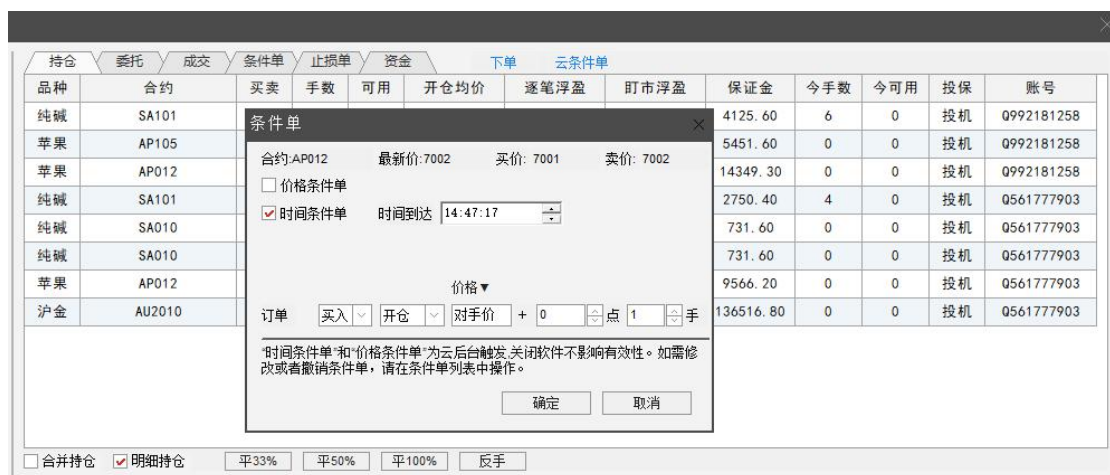 持仓 委托 成交 条件单 止损单 资金 下单 云条件单
品种 合约 买卖 手数 可用 开仓均价 逐笔浮盈 盯市浮盈 保证金 今手数 今可用 投保 账号
纯碱 SA101 4125.60 6 0 投机 Q992181258
苹果 AP105 5451.60 0 0 投机 Q992181258
苹果 AP012 14349.30 0 0 投机 Q992181258
纯碱 SA101 2750.40 4 0 投机 Q561777903
纯碱 SA010 731.60 0 0 投机 Q561777903
纯碱 SA010 731.60 0 0 投机 Q561777903
苹果 AP012 9566.20 0 0 投机 Q561777903
沪金 AU2010 136516.80 0 0 投机 Q561777903
条件单
合约:AP012 最新价:7002 买价: 7001 卖价: 7002
价格条件单
时间条件单 时间到达 14:47:17
价格▼
订单 买入 开仓 对手价 + 0 点 1 手
"时间条件单"和"价格条件单"为云后台触发,关闭软件不影响有效性。如需修
改或者撤销条件单，请在条件单列表中操作。
确定 取消
合并持仓 明细持仓 平33% 平50% 平100% 反手